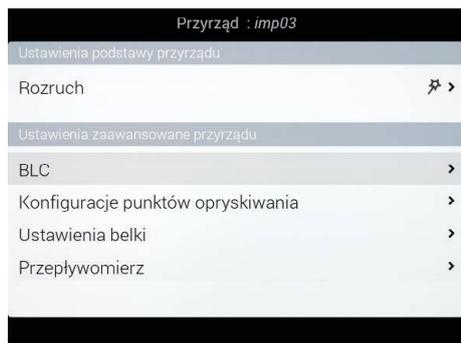 Przyrząd : imp03
Ustawienia podstawy przyrządu
Rozruch
Ustawienia zaawansowane przyrządu
BLC
Konfiguracje punktów opryskiwania
Ustawienia belki
Przepływomierz